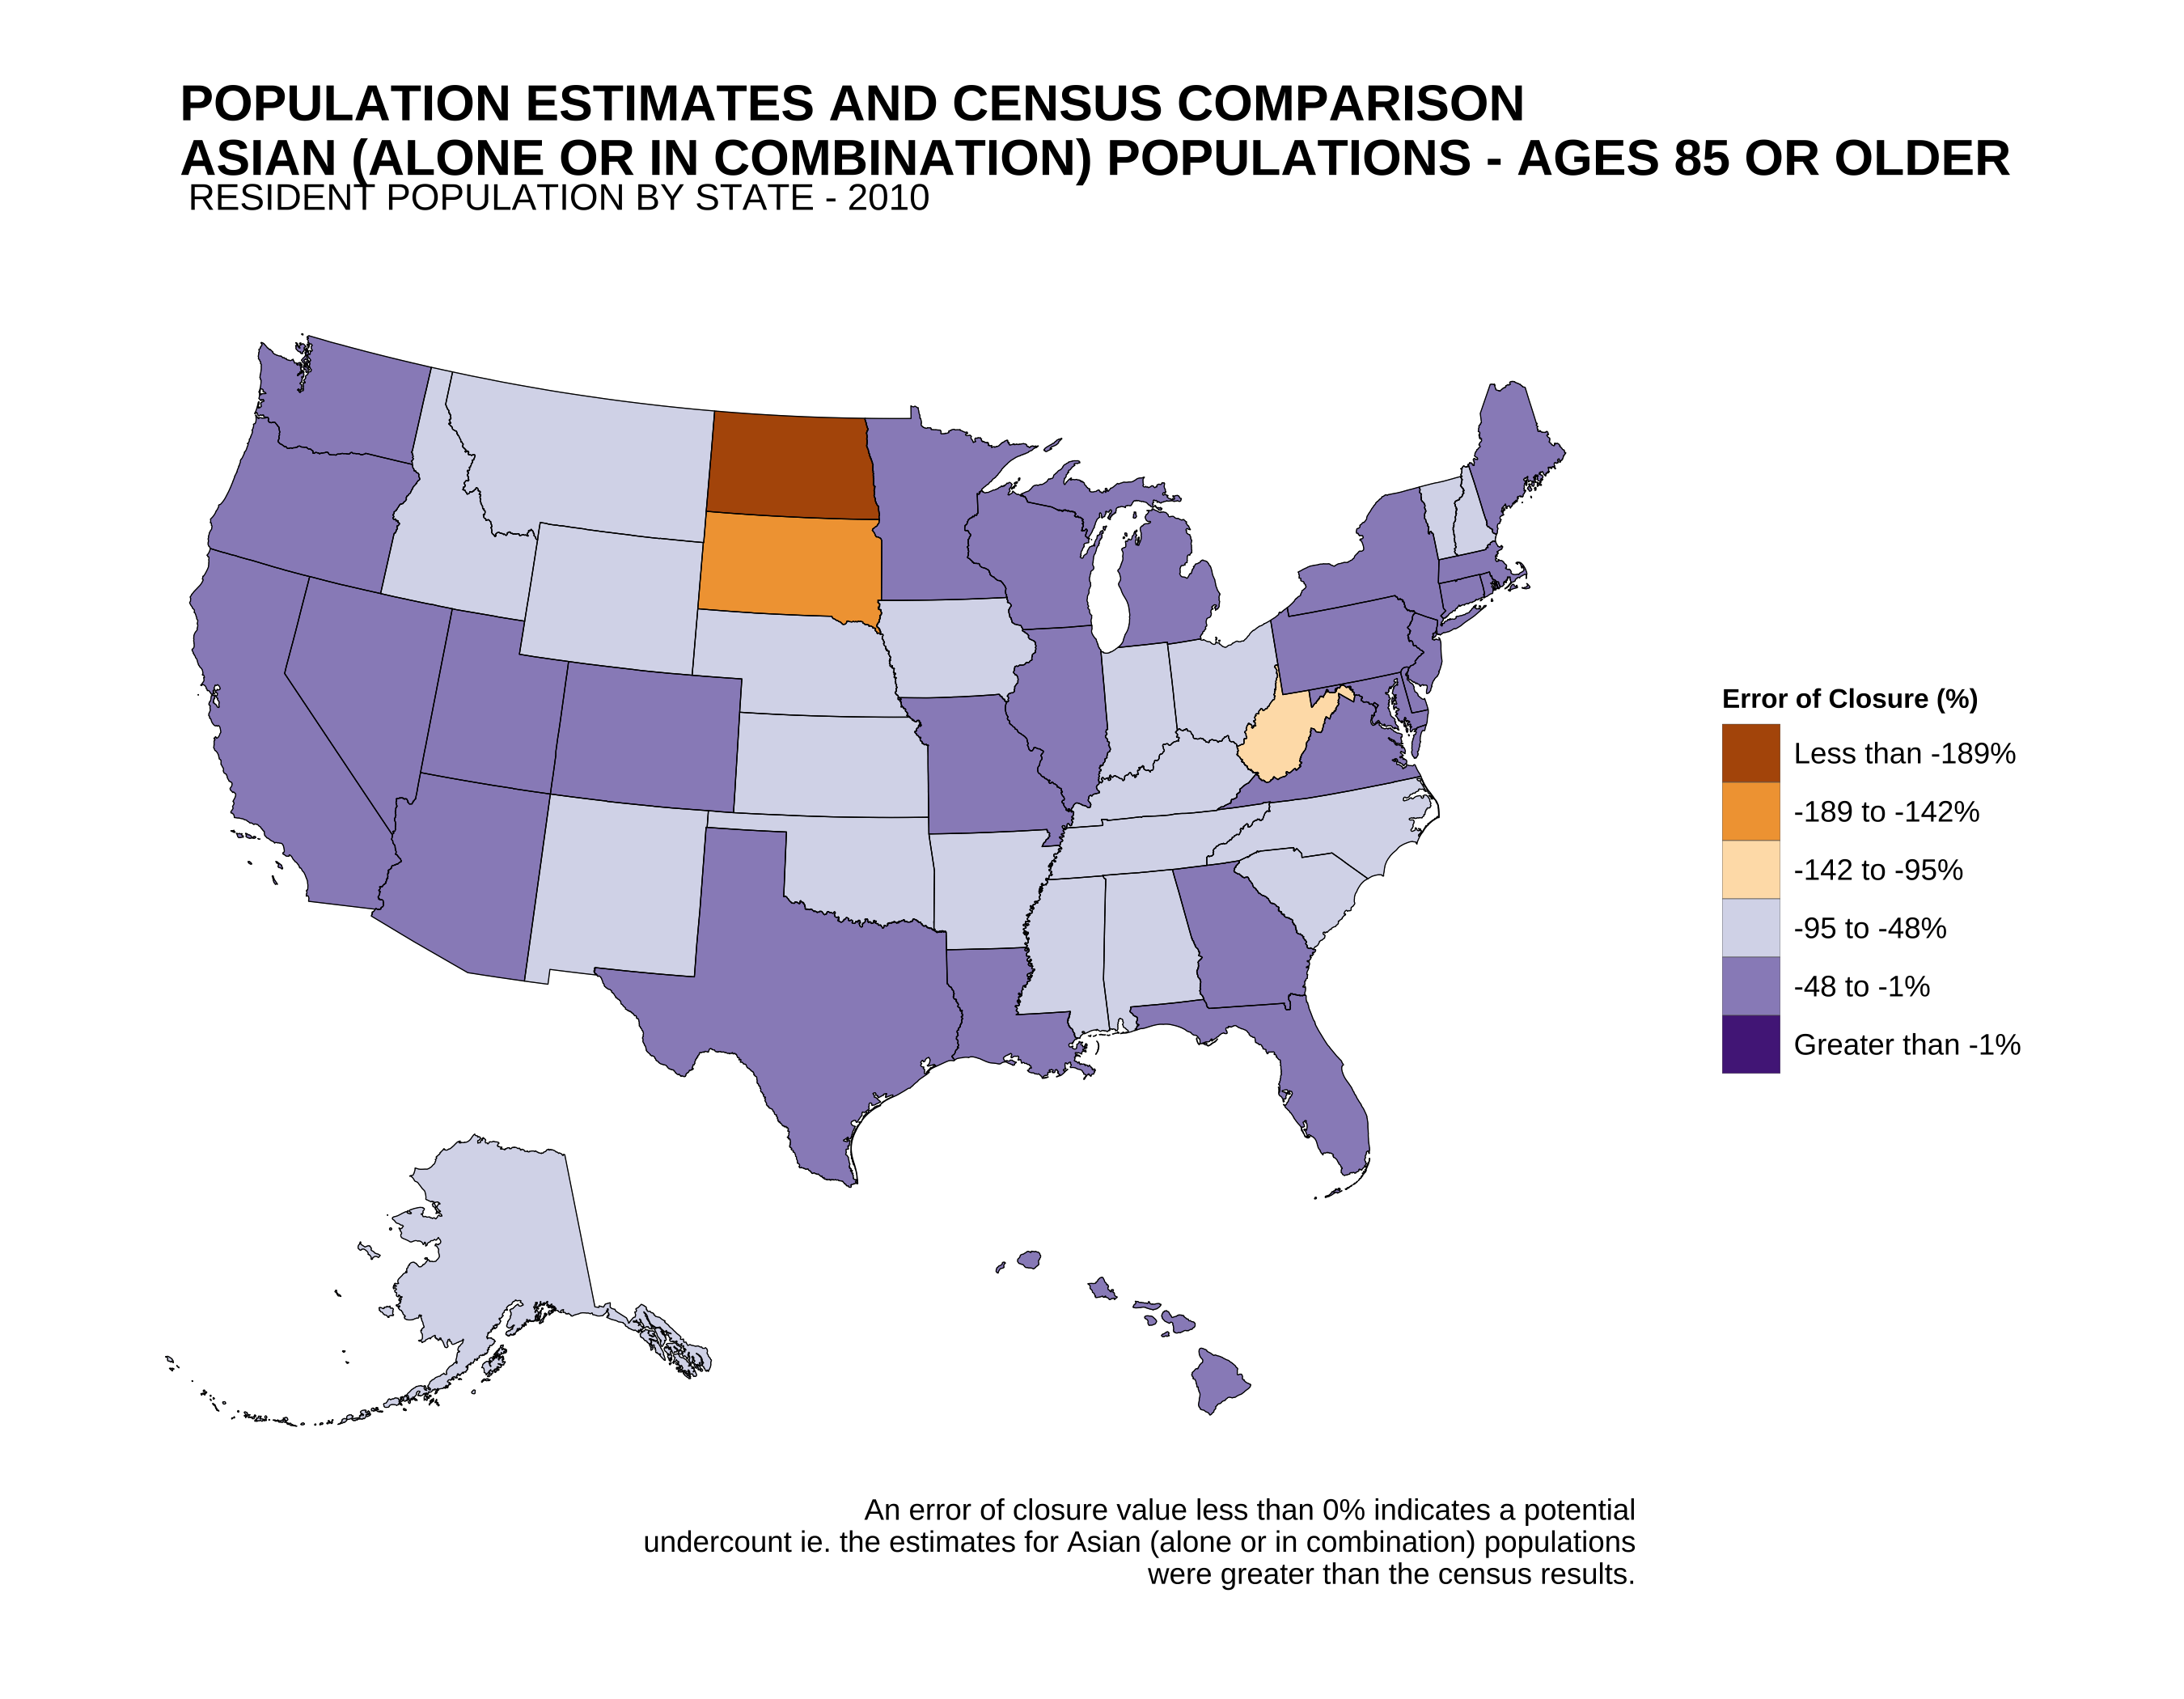 POPULATION ESTIMATES AND CENSUS COMPARISON
ASIAN (ALONE OR IN COMBINATION) POPULATIONS - AGES 85 OR OLDER
RESIDENT POPULATION BY STATE - 2010
Error of Closure (%)
Less than -189%
-189 to -142%
-142 to -95%
-95 to -48%
-48 to -1%
Greater than -1%
An error of closure value less than 0% indicates a potential
undercount ie. the estimates for Asian (alone or in combination) populations
were greater than the census results.